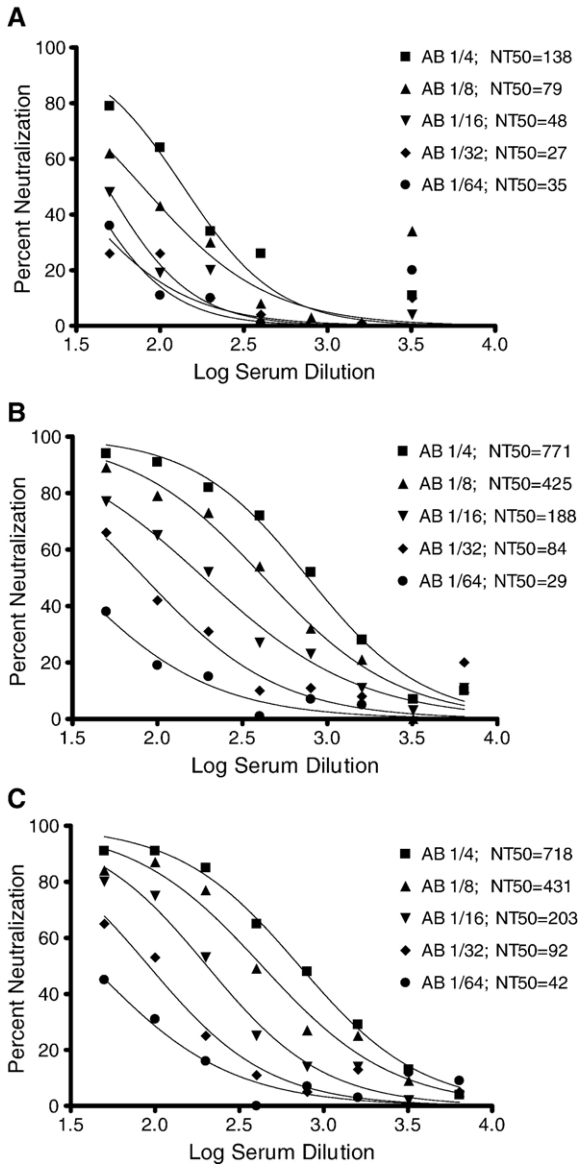 A
100
80
60
40
20
0
Percent Neutralization
1.5 2.0 2.5 3.0 3.5 4.0
Log Serum Dilution
AB 1/4; NT50=138
AB 1/8; NT50=79
AB 1/16; NT50=48
AB 1/32; NT50=27
AB 1/64; NT50=35
B
100
80
60
40
20
0
Percent Neutralization
1.5 2.0 2.5 3.0 3.5 4.0
Log Serum Dilution
AB 1/4; NT50=771
AB 1/8; NT50=425
AB 1/16; NT50=188
AB 1/32; NT50=84
AB 1/64; NT50=29
C
100
80
60
40
20
0
Percent Neutralization
1.5 2.0 2.5 3.0 3.5 4.0
Log Serum Dilution
AB 1/4; NT50=718
AB 1/8; NT50=431
AB 1/16; NT50=203
AB 1/32; NT50=92
AB 1/64; NT50=42